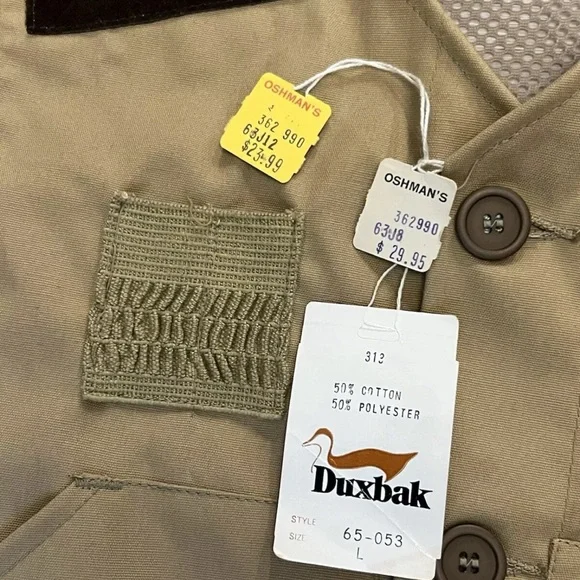 OSHMAN'S
362 990
63J12
$23.99
OSHMAN'S
362990
63J8
$ 29.95
313
50% COTTON
50% POLYESTER
Duxbak
STYLE
65-053
SIZE
L